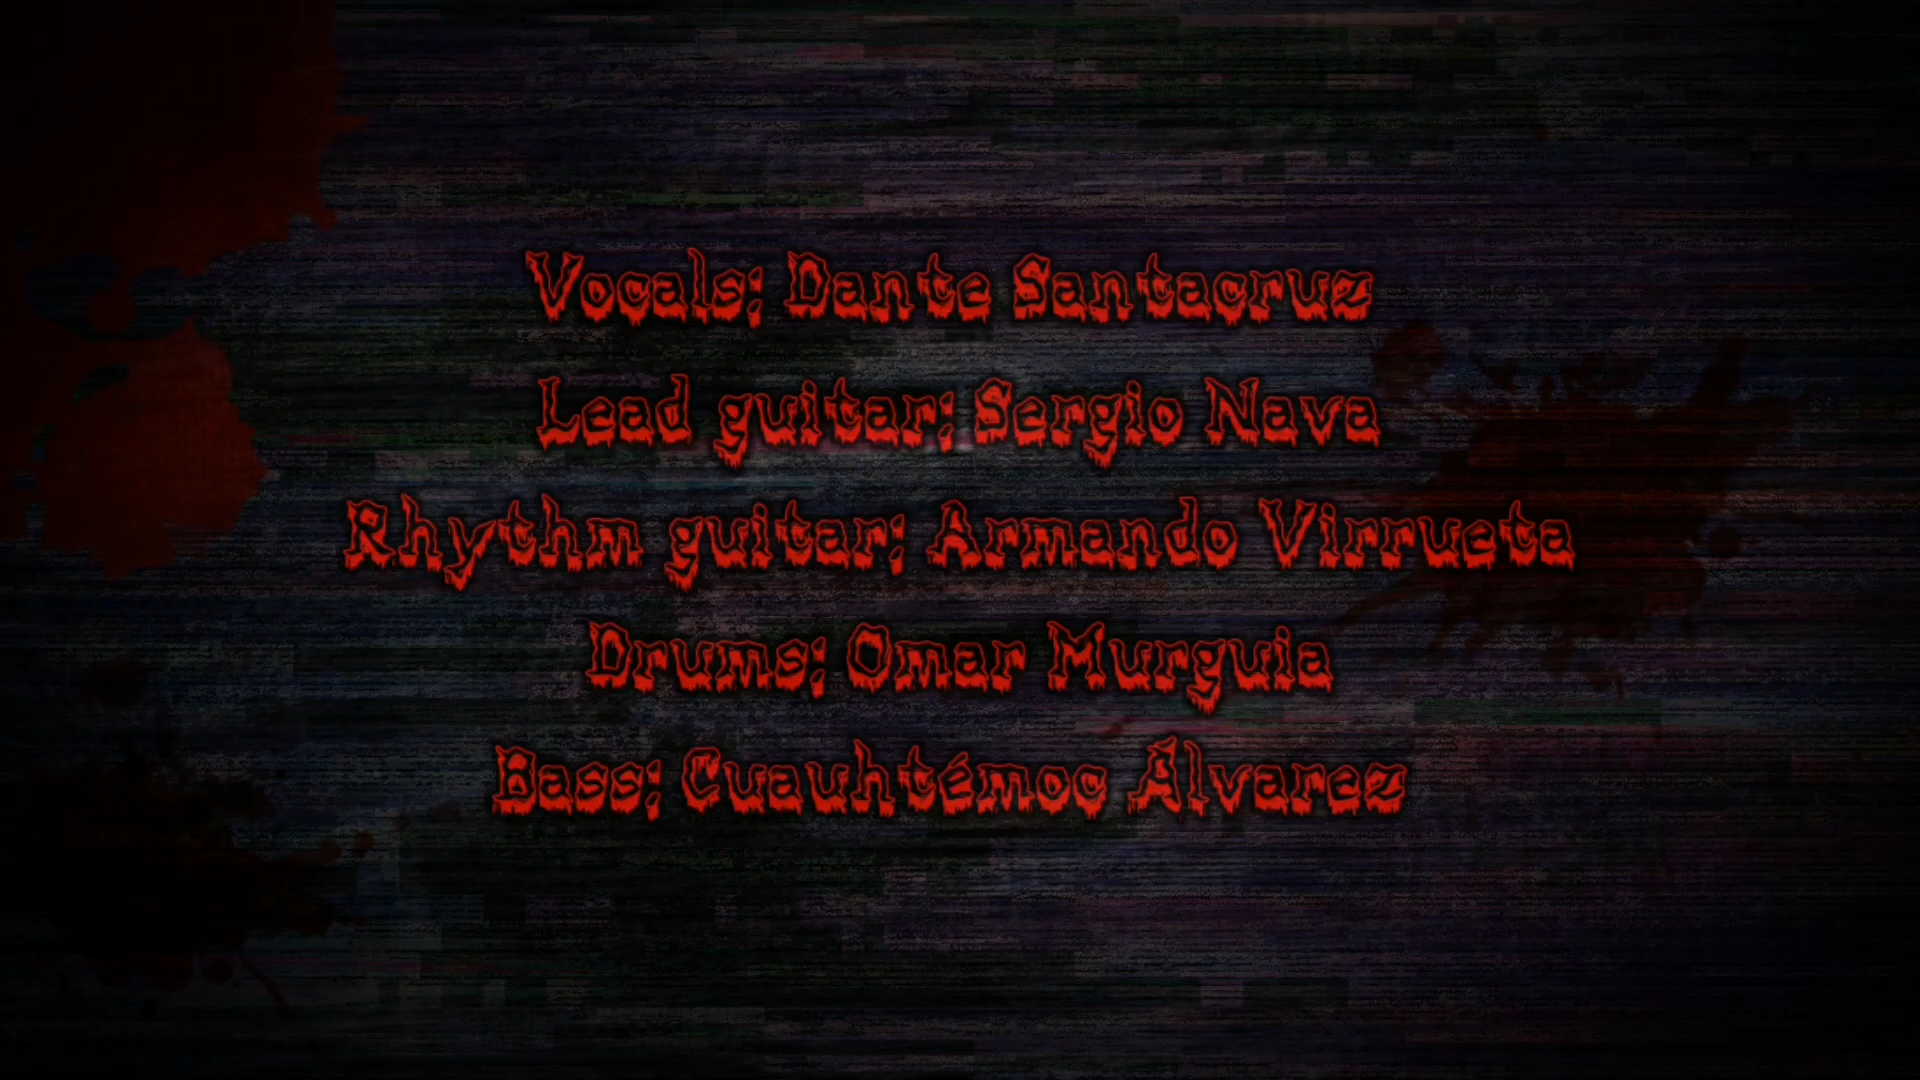 Vocals; Dante Santacruz
Lead guitar; Sergio Nava
Rhythm guitar; Armando Virrueta
Drums; Omar Murguia
Bass; Cuauhtémoc Álvarez